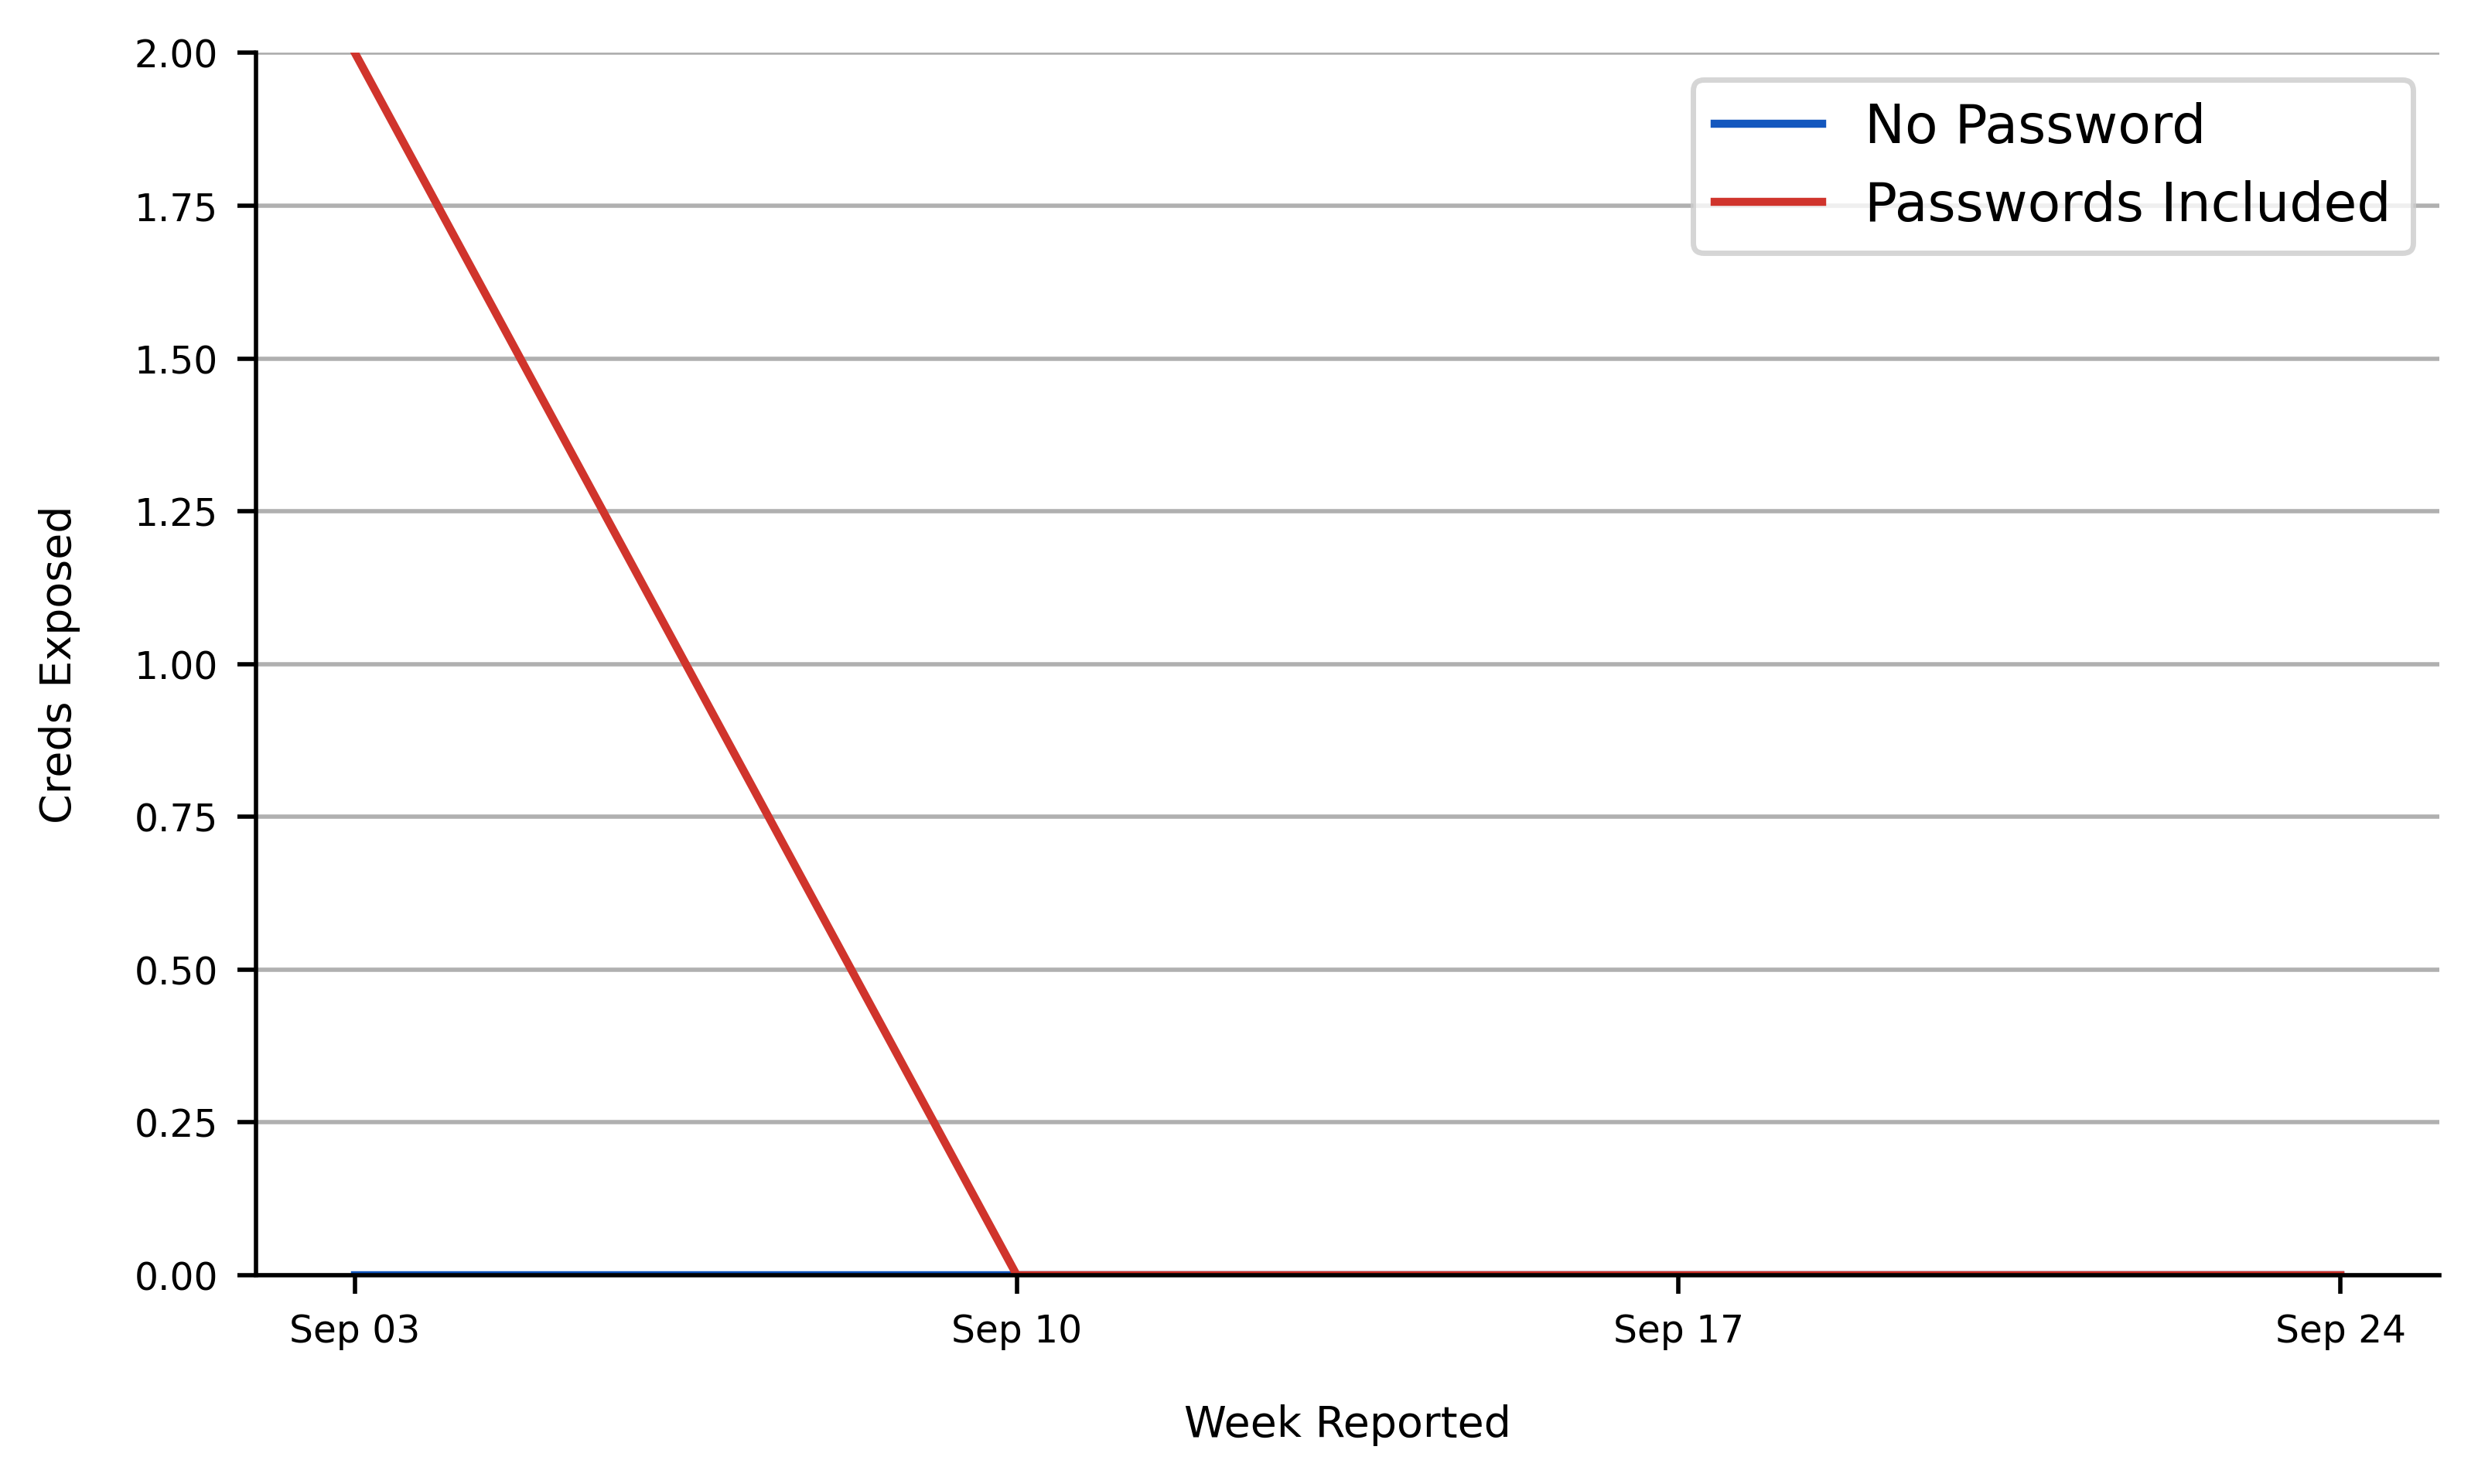 2.00
1.75
1.50
1.25
1.00
0.75
0.50
0.25
0.00
Creds Exposed
No Password
Passwords Included
Sep 03
Sep 10
Sep 17
Sep 24
Week Reported